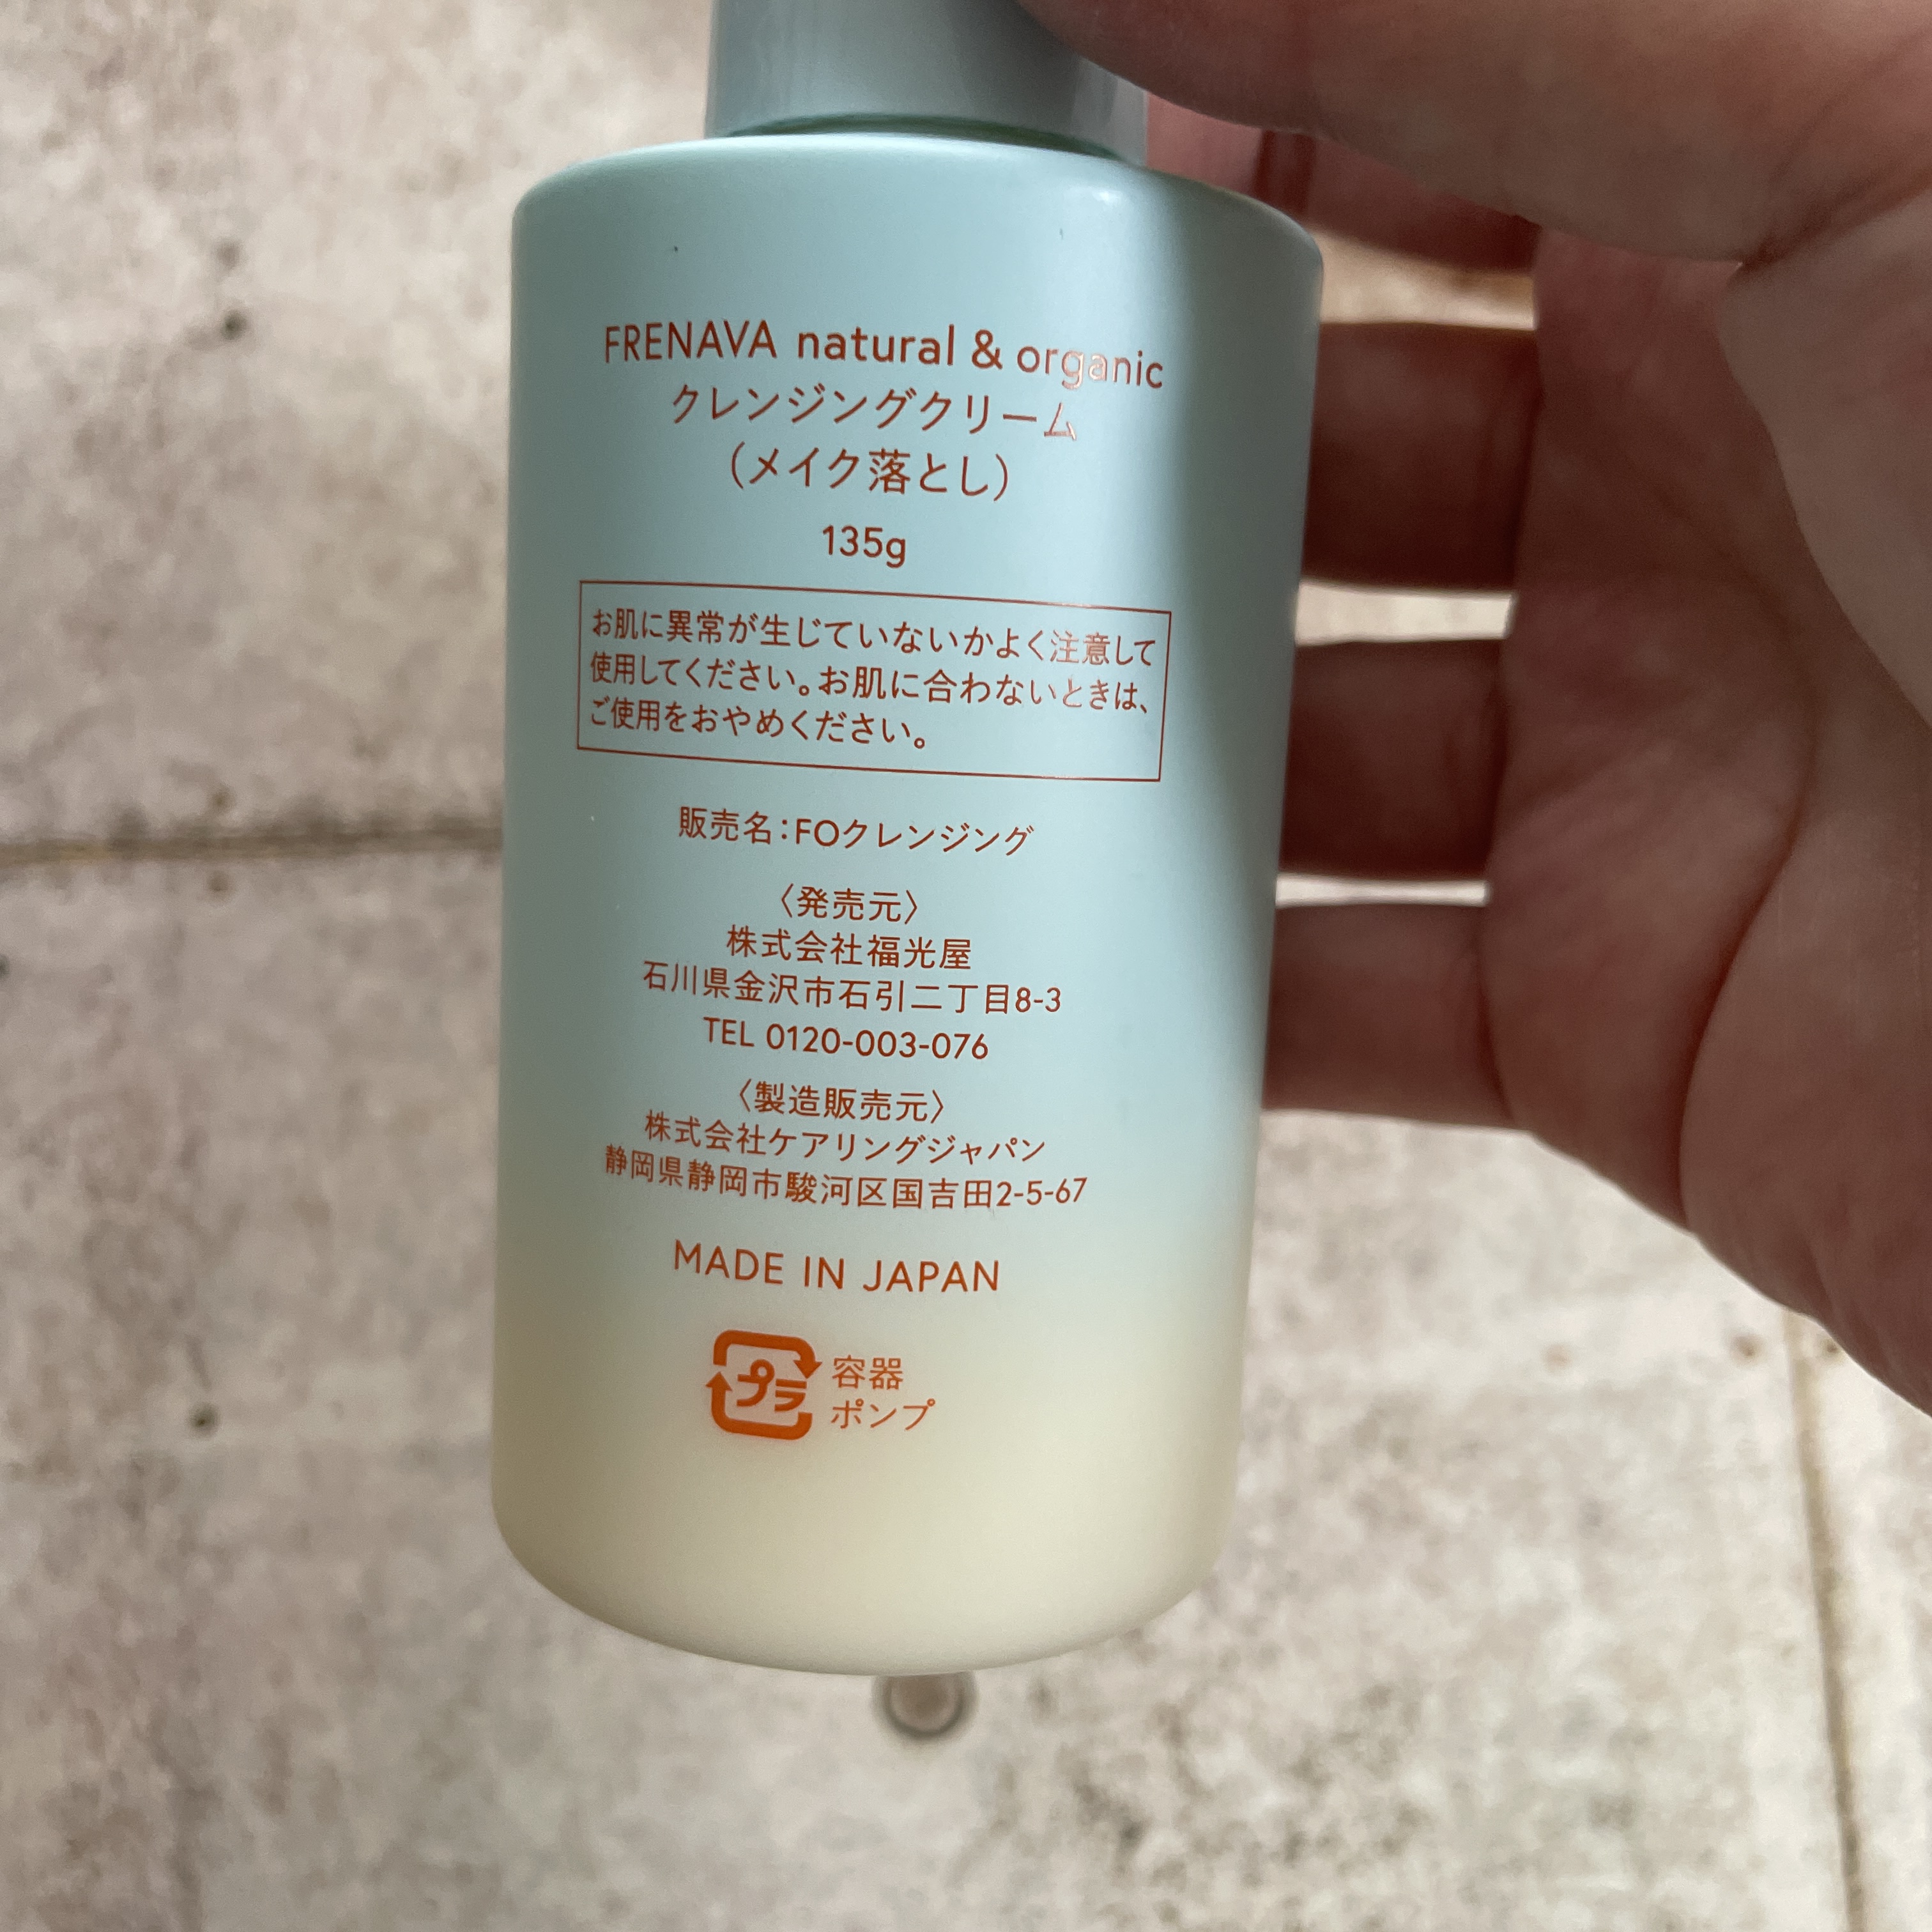 FRENAVA natural & organic
クレンジングクリーム
(メイク落とし)
135g
お肌に異常が生じていないかよく注意して
使用してください。お肌に合わないときは、
ご使用をおやめください。
販売名:FOクレンジング
〈発売元〉
株式会社福光屋
石川県金沢市石引二丁目8-3
TEL 0120-003-076
〈製造販売元〉
株式会社ケアリングジャパン
静岡県静岡市駿河区国吉田2-5-67
MADE IN JAPAN
プラ 容器
ポンプ